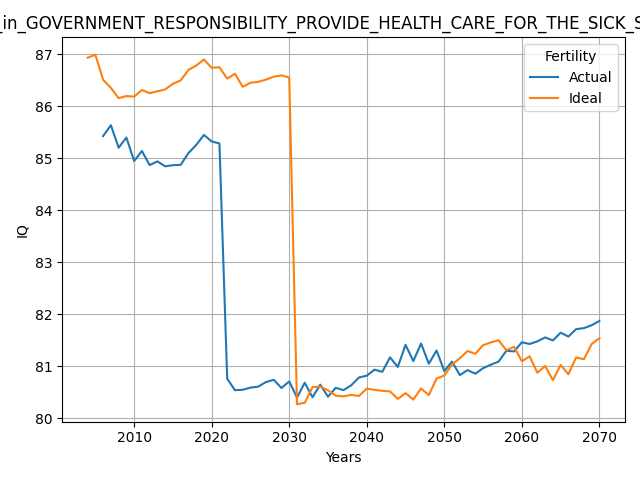 _in_GOVERNMENT_RESPONSIBILITY_PROVIDE_HEALTH_CARE_FOR_THE_SICK_S
Fertility
Actual
Ideal
IQ
87
86
85
84
83
82
81
80
2010 2020 2030 2040 2050 2060 2070
Years